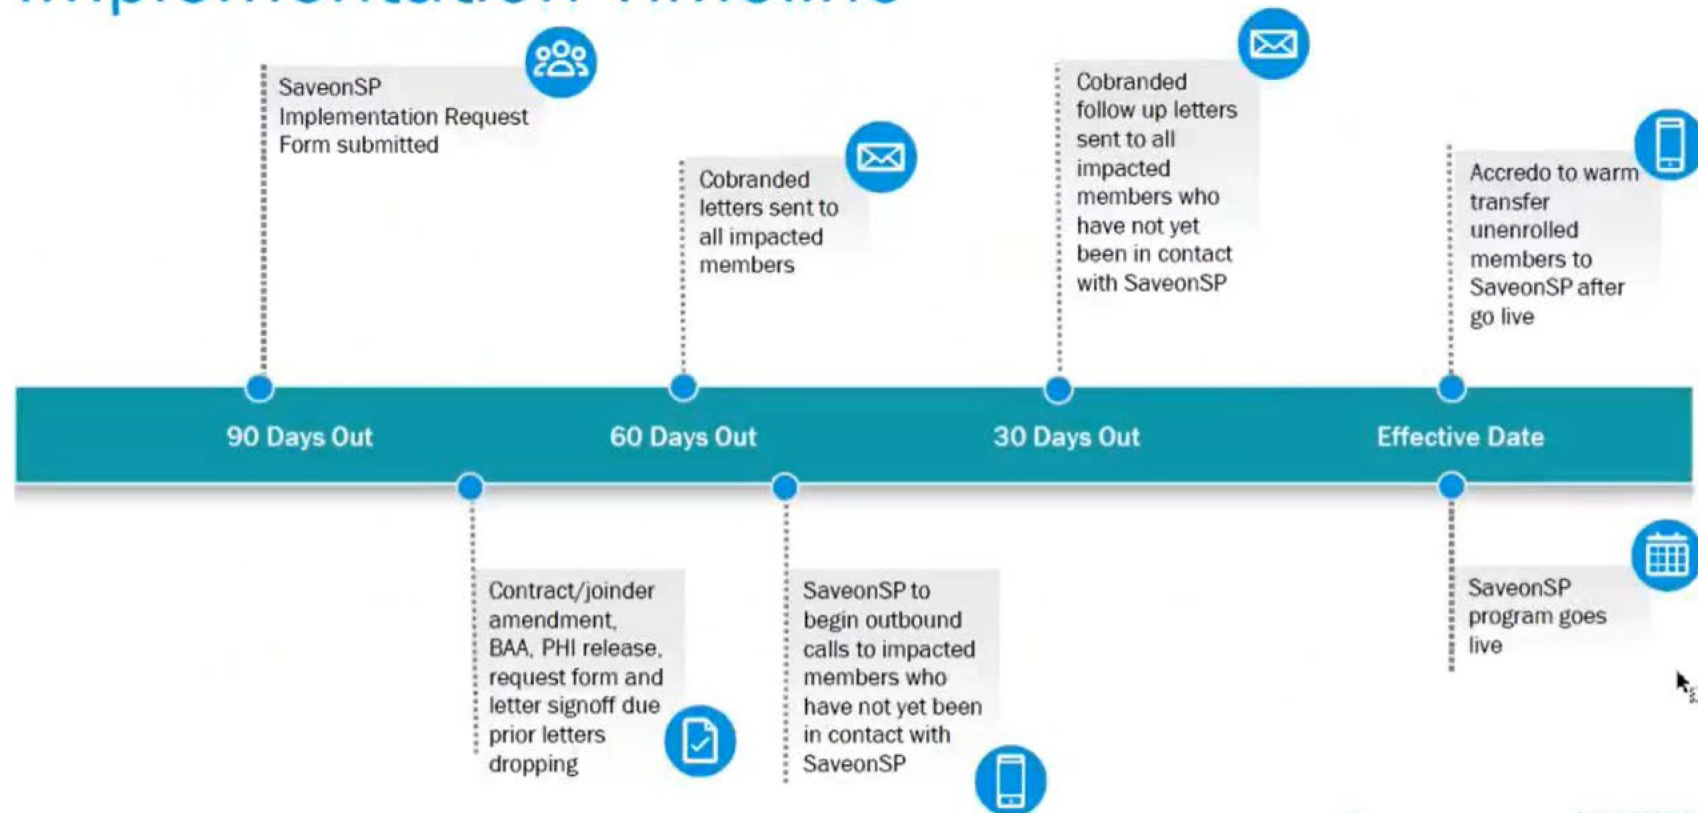 Implementation Timeline
SaveonSP
Implementation Request
Form submitted
Cobranded
letters sent to
all impacted
members
Cobranded
follow up letters
sent to all
impacted
members who
have not yet
been in contact
with SaveonSP
Accredo to warm
transfer
unenrolled
members to
SaveonSP after
go live
90 Days Out
60 Days Out
30 Days Out
Effective Date
Contract/joinder
amendment,
BAA, PHI release,
request form and
letter signoff due
prior letters
dropping
SaveonSP to
begin outbound
calls to impacted
members who
have not yet been
in contact with
SaveonSP
SaveonSP
program goes
live